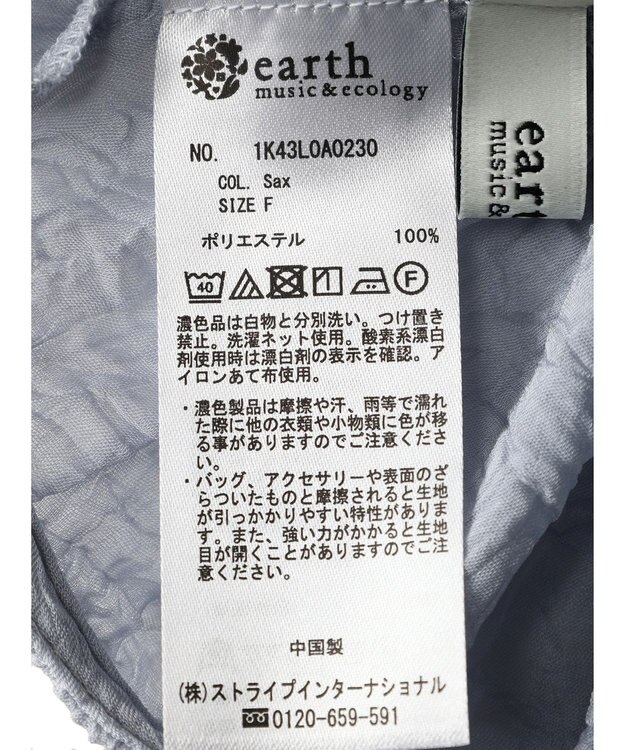 earth
music&ecology
NO. 1K43L0A0230
COL. Sax
SIZE F
ポリエステル 100%
40 F
濃色品は白物と分別洗い。つけ置き
禁止。洗濯ネット使用。酸素系漂白
剤使用時は漂白剤の表示を確認。ア
イロンあて布使用。
・濃色製品は摩擦や汗、雨等で濡れ
た際に他の衣類や小物類に色が移
る事がありますのでご注意くださ
い。
・バッグ、アクセサリーや表面のざ
らついたものと摩擦されると生地
が引っかかりやすい特性がありま
す。また、強い力がかかると生地
目が開くことがありますのでご注
意ください。
中国製
(株)ストライプインターナショナル
0120-659-591
ear
music &